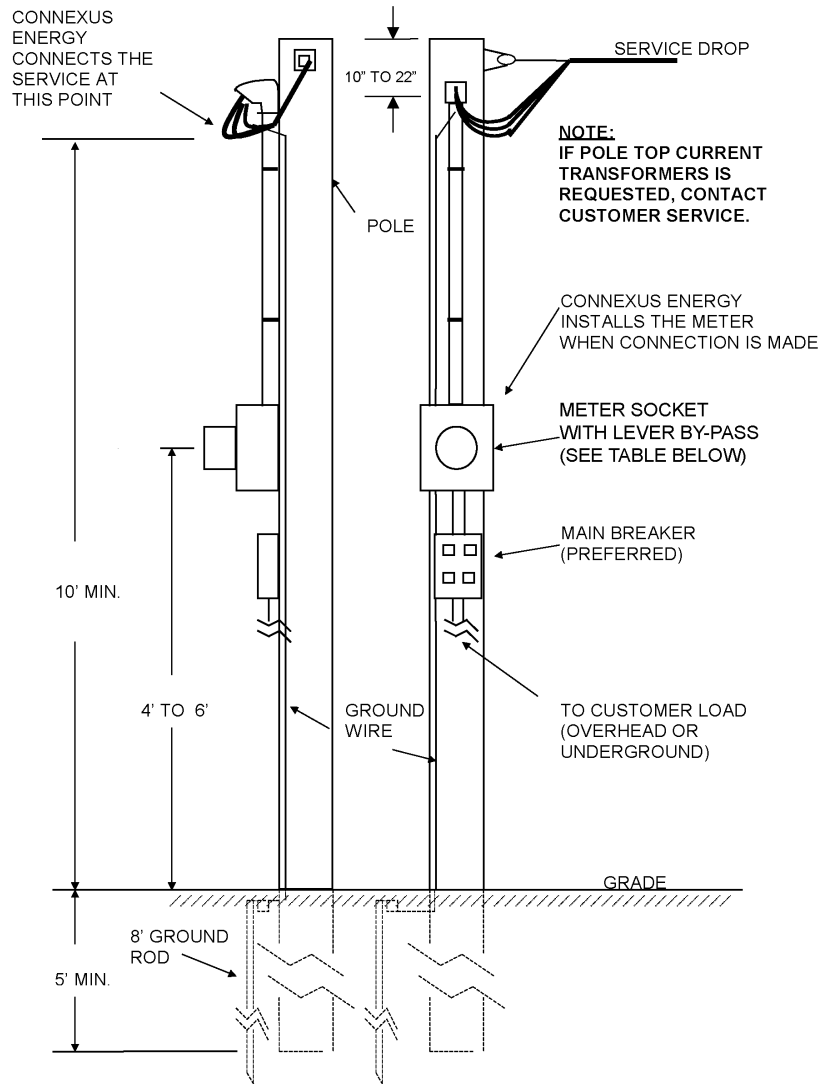 CONNEXUS
ENERGY
CONNECTS THE
SERVICE AT
THIS POINT
10" TO 22"
SERVICE DROP
NOTE:
IF POLE TOP CURRENT
TRANSFORMERS IS
REQUESTED, CONTACT
CUSTOMER SERVICE.
POLE
CONNEXUS ENERGY
INSTALLS THE METER
WHEN CONNECTION IS MADE
METER SOCKET
WITH LEVER BY-PASS
(SEE TABLE BELOW)
MAIN BREAKER
(PREFERRED)
10' MIN.
4' TO 6'
GROUND
WIRE
TO CUSTOMER LOAD
(OVERHEAD OR
UNDERGROUND)
GRADE
8' GROUND
ROD
5' MIN.